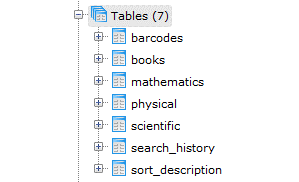 Tables (7)
barcodes
books
mathematics
physical
scientific
search_history
sort_description